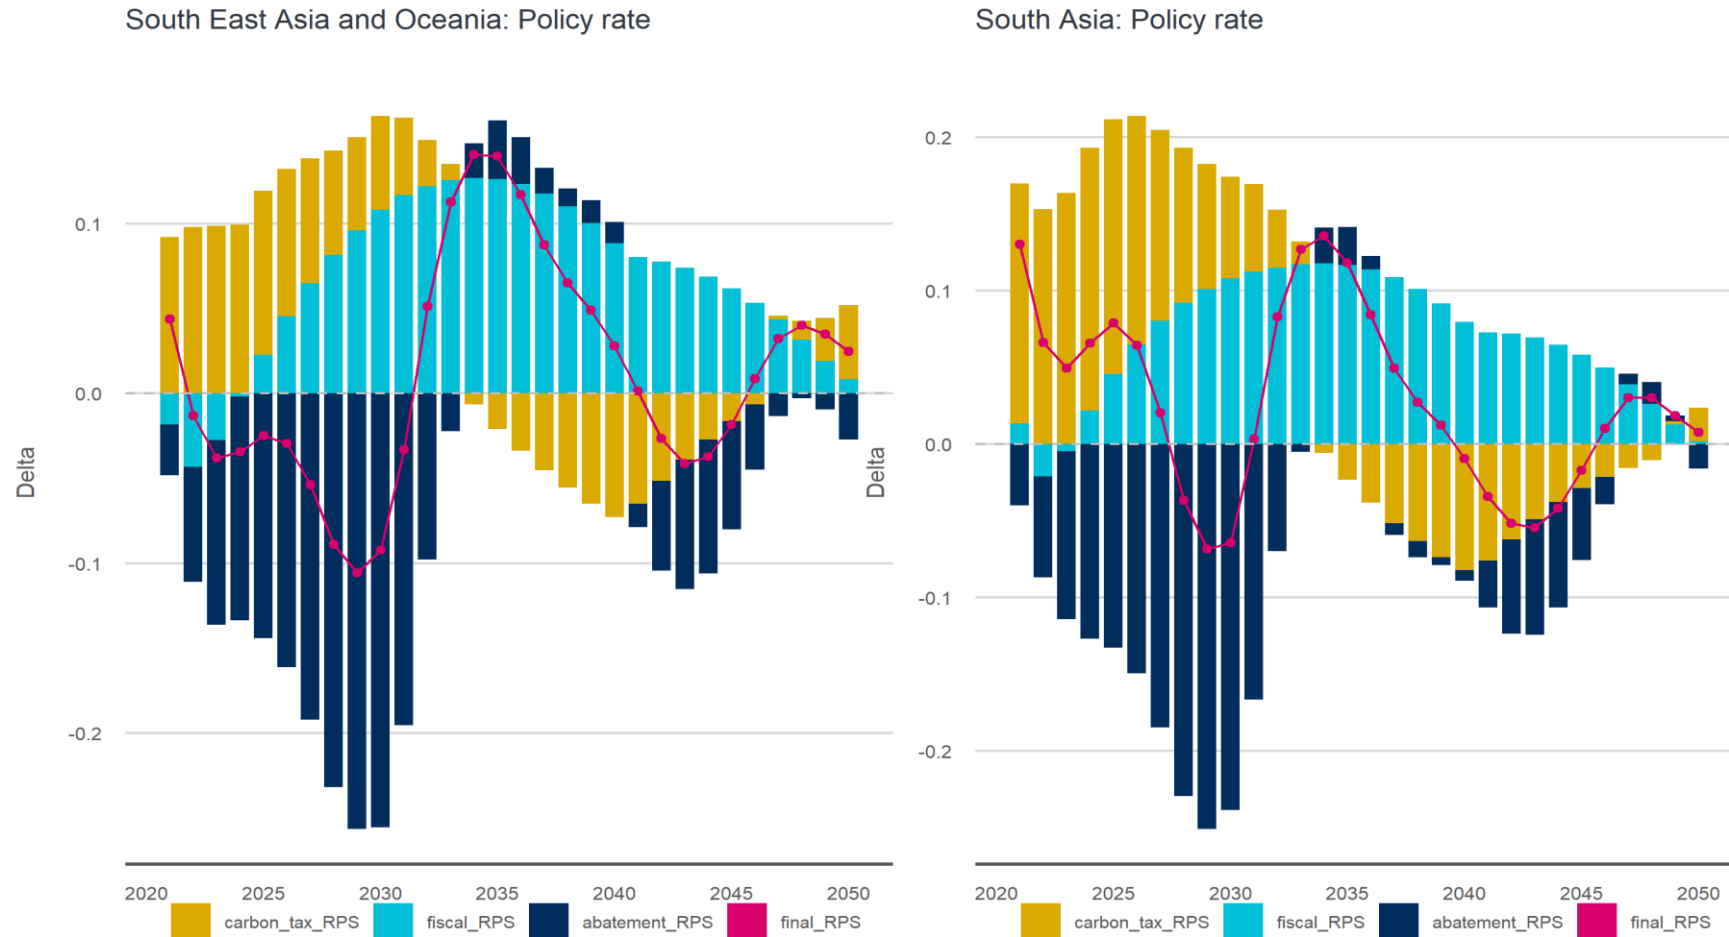 South East Asia and Oceania: Policy rate
Delta
0.1
0.0
-0.1
-0.2
2020 2025 2030 2035 2040 2045 2050
carbon_tax_RPS fiscal_RPS abatement_RPS final_RPS
South Asia: Policy rate
Delta
0.2
0.1
0.0
-0.1
-0.2
2020 2025 2030 2035 2040 2045 2050
carbon_tax_RPS fiscal_RPS abatement_RPS final_RPS